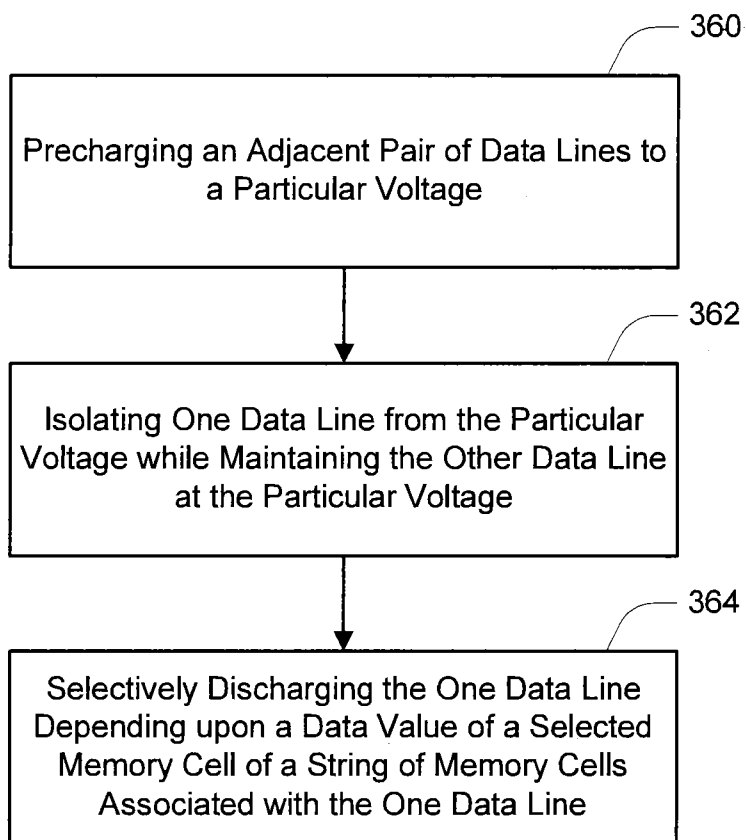 360
Precharging an Adjacent Pair of Data Lines to
a Particular Voltage
362
Isolating One Data Line from the Particular
Voltage while Maintaining the Other Data Line
at the Particular Voltage
364
Selectively Discharging the One Data Line
Depending upon a Data Value of a Selected
Memory Cell of a String of Memory Cells
Associated with the One Data Line